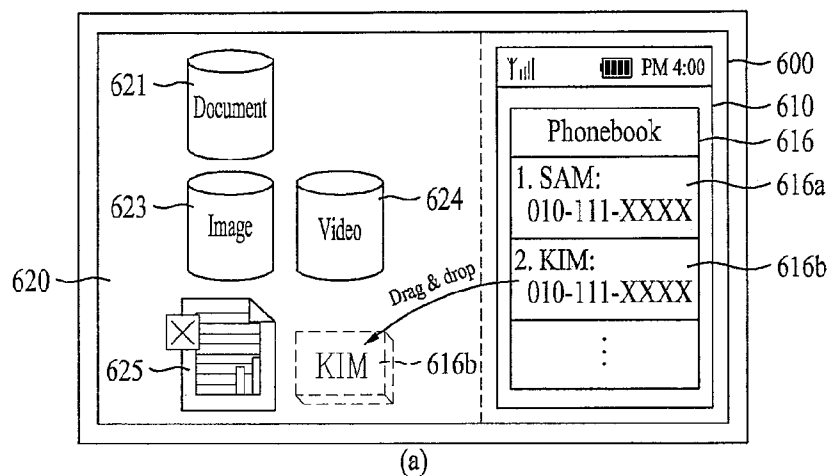 PM 4:00
600
610
Phonebook
616
1. SAM:
010-111-XXXX
616a
2. KIM:
010-111-XXXX
616b
621
Document
623
Image
Video
624
620
Drag & drop
625
KIM
616b
(a)